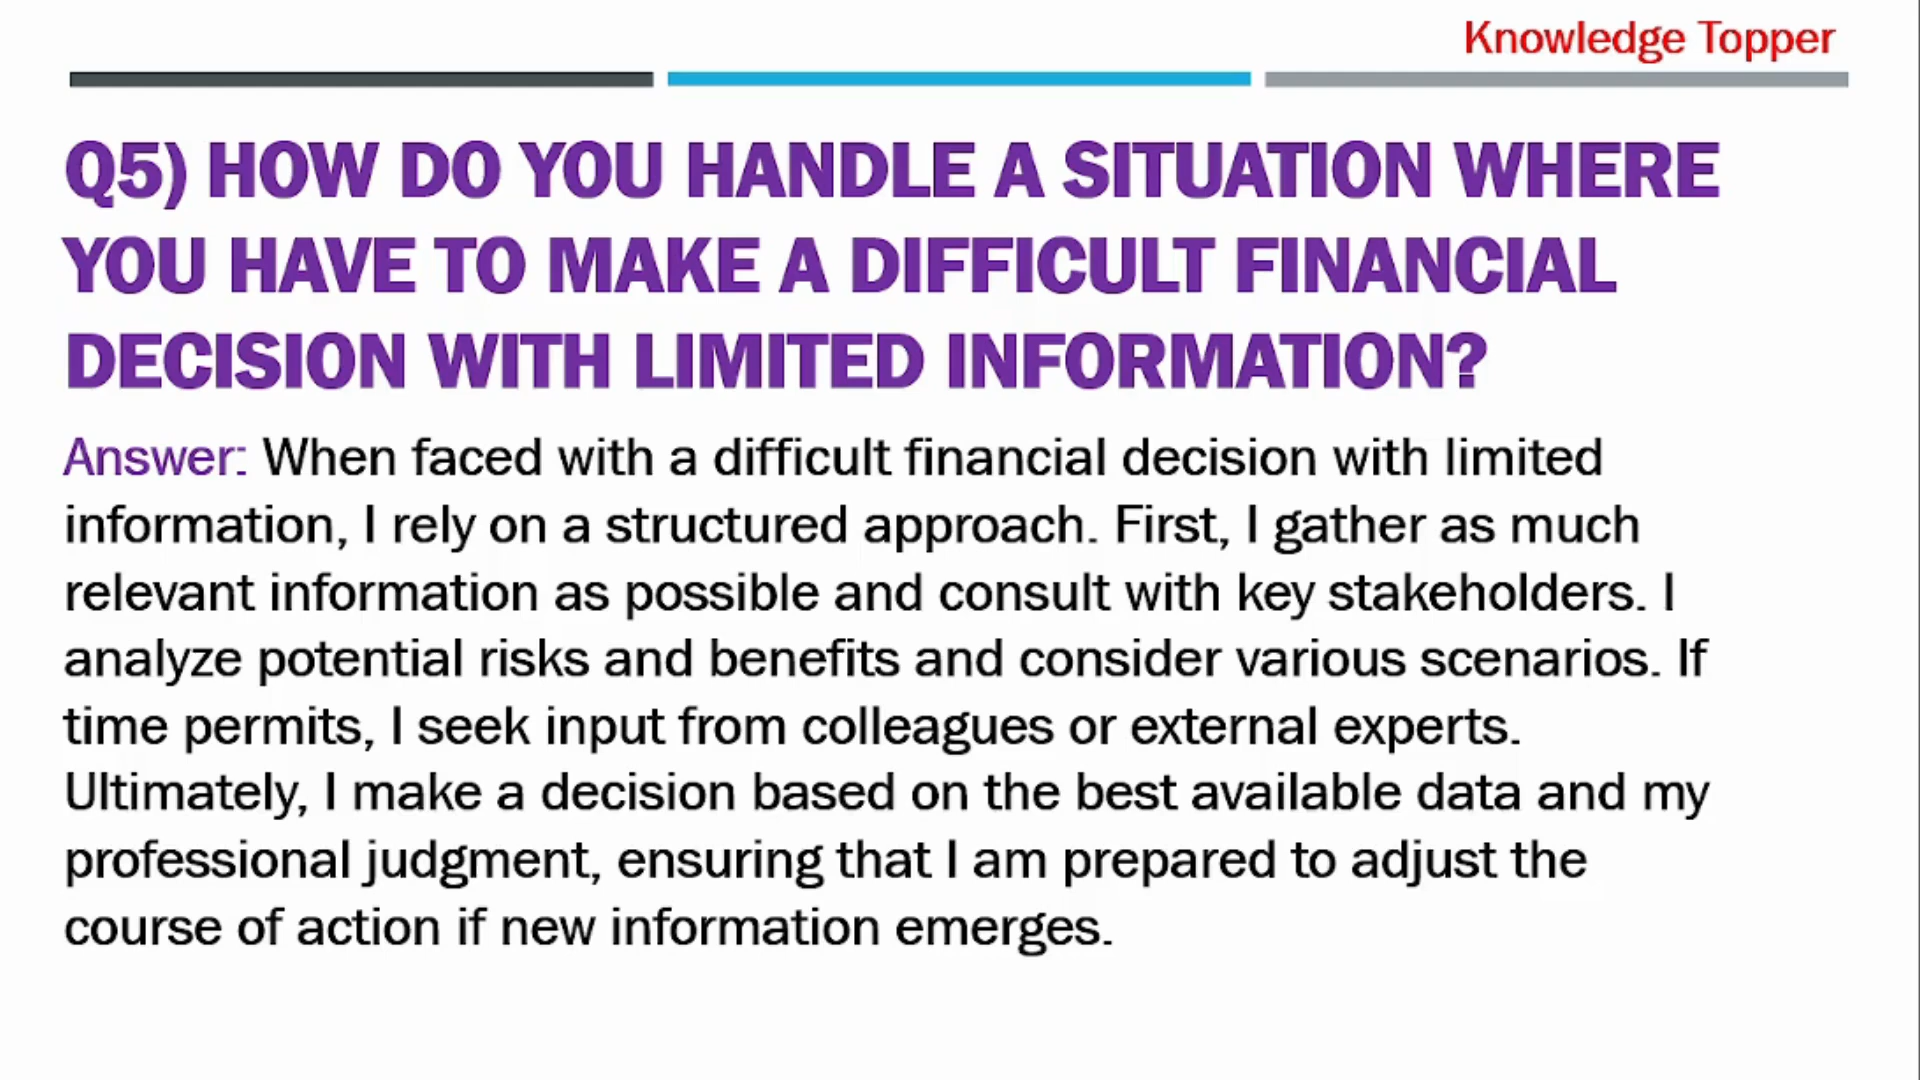 Knowledge Topper
Q5) HOW DO YOU HANDLE A SITUATION WHERE
YOU HAVE TO MAKE A DIFFICULT FINANCIAL
DECISION WITH LIMITED INFORMATION?
Answer: When faced with a difficult financial decision with limited
information, I rely on a structured approach. First, I gather as much
relevant information as possible and consult with key stakeholders. I
analyze potential risks and benefits and consider various scenarios. If
time permits, I seek input from colleagues or external experts.
Ultimately, I make a decision based on the best available data and my
professional judgment, ensuring that I am prepared to adjust the
course of action if new information emerges.